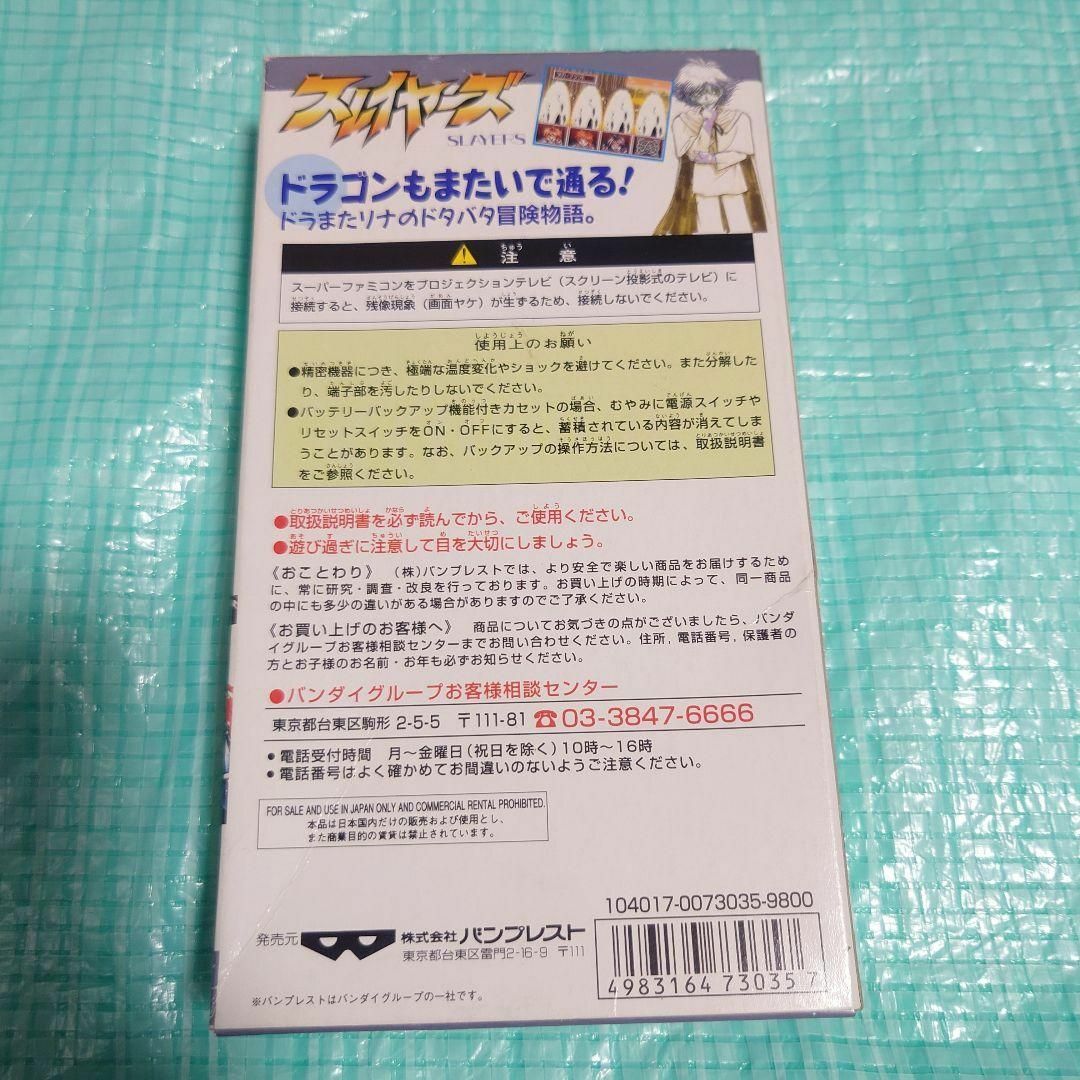 スレイヤーズ
SLAYERS
ドラゴンもまたいで通る!
ドラまたリナのドタバタ冒険物語。
注意
スーパーファミコンをプロジェクションテレビ(スクリーン投影式のテレビ)に
接続すると、残像現象(画面ヤケ)が生ずるため、接続しないでください。
使用上のお願い
●精密機器につき、極端な温度変化やショックを避けてください。また分解した
り、端子部を汚したりしないでください。
●バッテリーバックアップ機能付きカセットの場合、むやみに電源スイッチや
リセットスイッチをON・OFFにすると、蓄積されている内容が消えてしま
うことがあります。なお、バックアップの操作方法については、取扱説明書
をご参照ください。
●取扱説明書を必ず読んでから、ご使用ください。
●遊び過ぎに注意して目を大切にしましょう。
《おことわり》 (株)バンプレストでは、より安全で楽しい商品をお届けするため
に、常に研究・調査・改良を行っております。お買い上げの時期によって、同一商品
の中にも多少の違いがある場合がありますのでご了承ください。
《お買い上げのお客様へ》 商品についてお気づきの点がございましたら、バンダ
イグループお客様相談センターまでお問い合わせください。住所, 電話番号, 保護者の
方とお子様のお名前・お年も必ずお知らせください。
●バンダイグループお客様相談センター
東京都台東区駒形 2-5-5 〒111-81 ☎03-3847-6666
• 電話受付時間 月~金曜日(祝日を除く)10時~16時
• 電話番号はよく確かめてお間違いのないようご注意ください。
FOR SALE AND USE IN JAPAN ONLY AND COMMERCIAL RENTAL PROHIBITED.
本品は日本国内だけの販売および使用とし、
また商業目的の賃貸は禁止されています。
104017-0073035-9800
発売元 株式会社 バンプレスト
東京都台東区雷門2-16-9 〒111
4983164 730357
※バンプレストはバンダイグループの一社です。